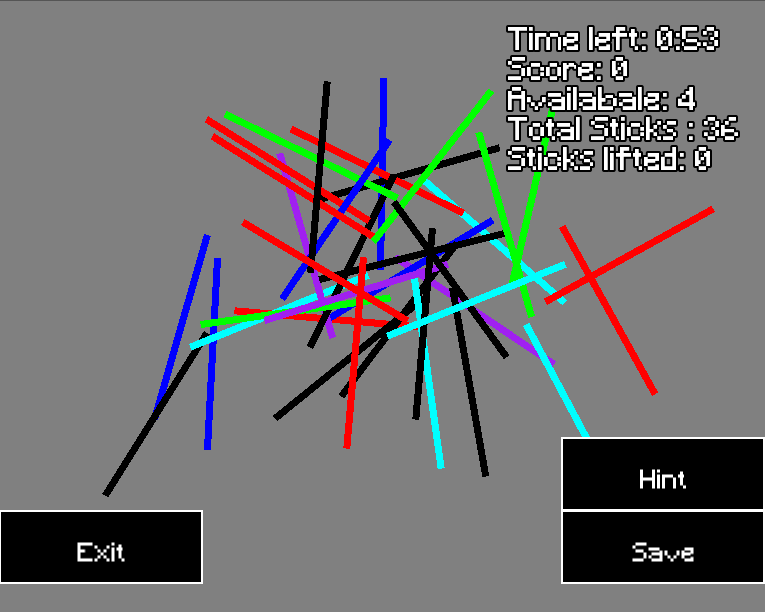 Time left: 0:53
Score: 0
Availabale: 4
Total Sticks : 36
Sticks lifted: 0
Hint
Exit
Save